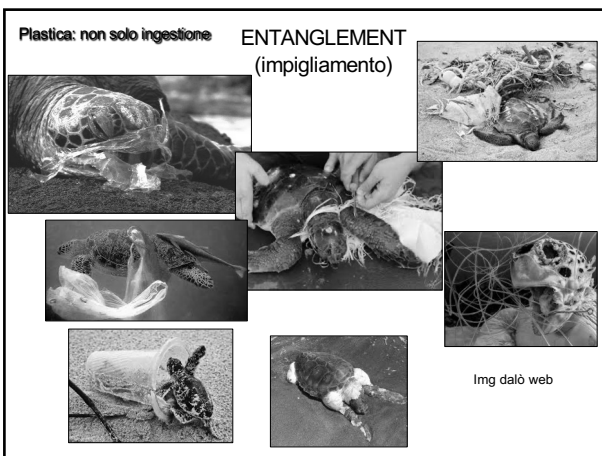 Plastica: non solo ingestione
ENTANGLEMENT
(impigliamento)
Img dalò web